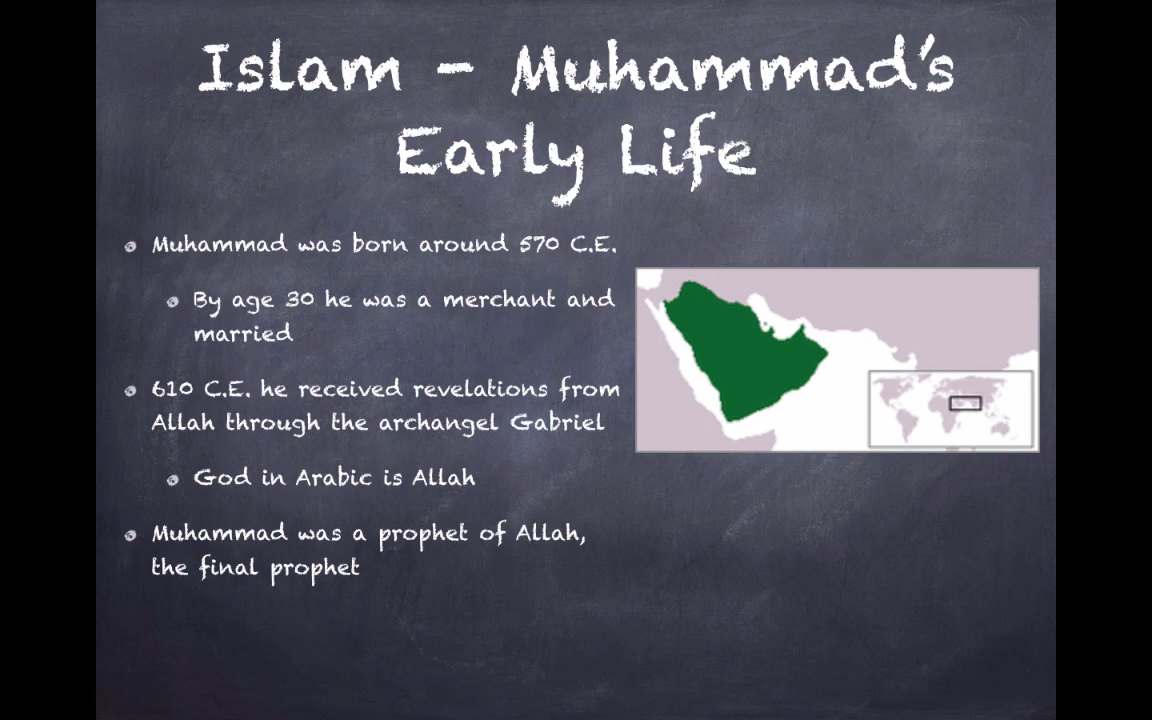 Islam - Muhammad's
Early Life
Muhammad was born around 570 C.E.
By age 30 he was a merchant and
married
610 C.E. he received revelations from
Allah through the archangel Gabriel
God in Arabic is Allah
Muhammad was a prophet of Allah,
the final prophet